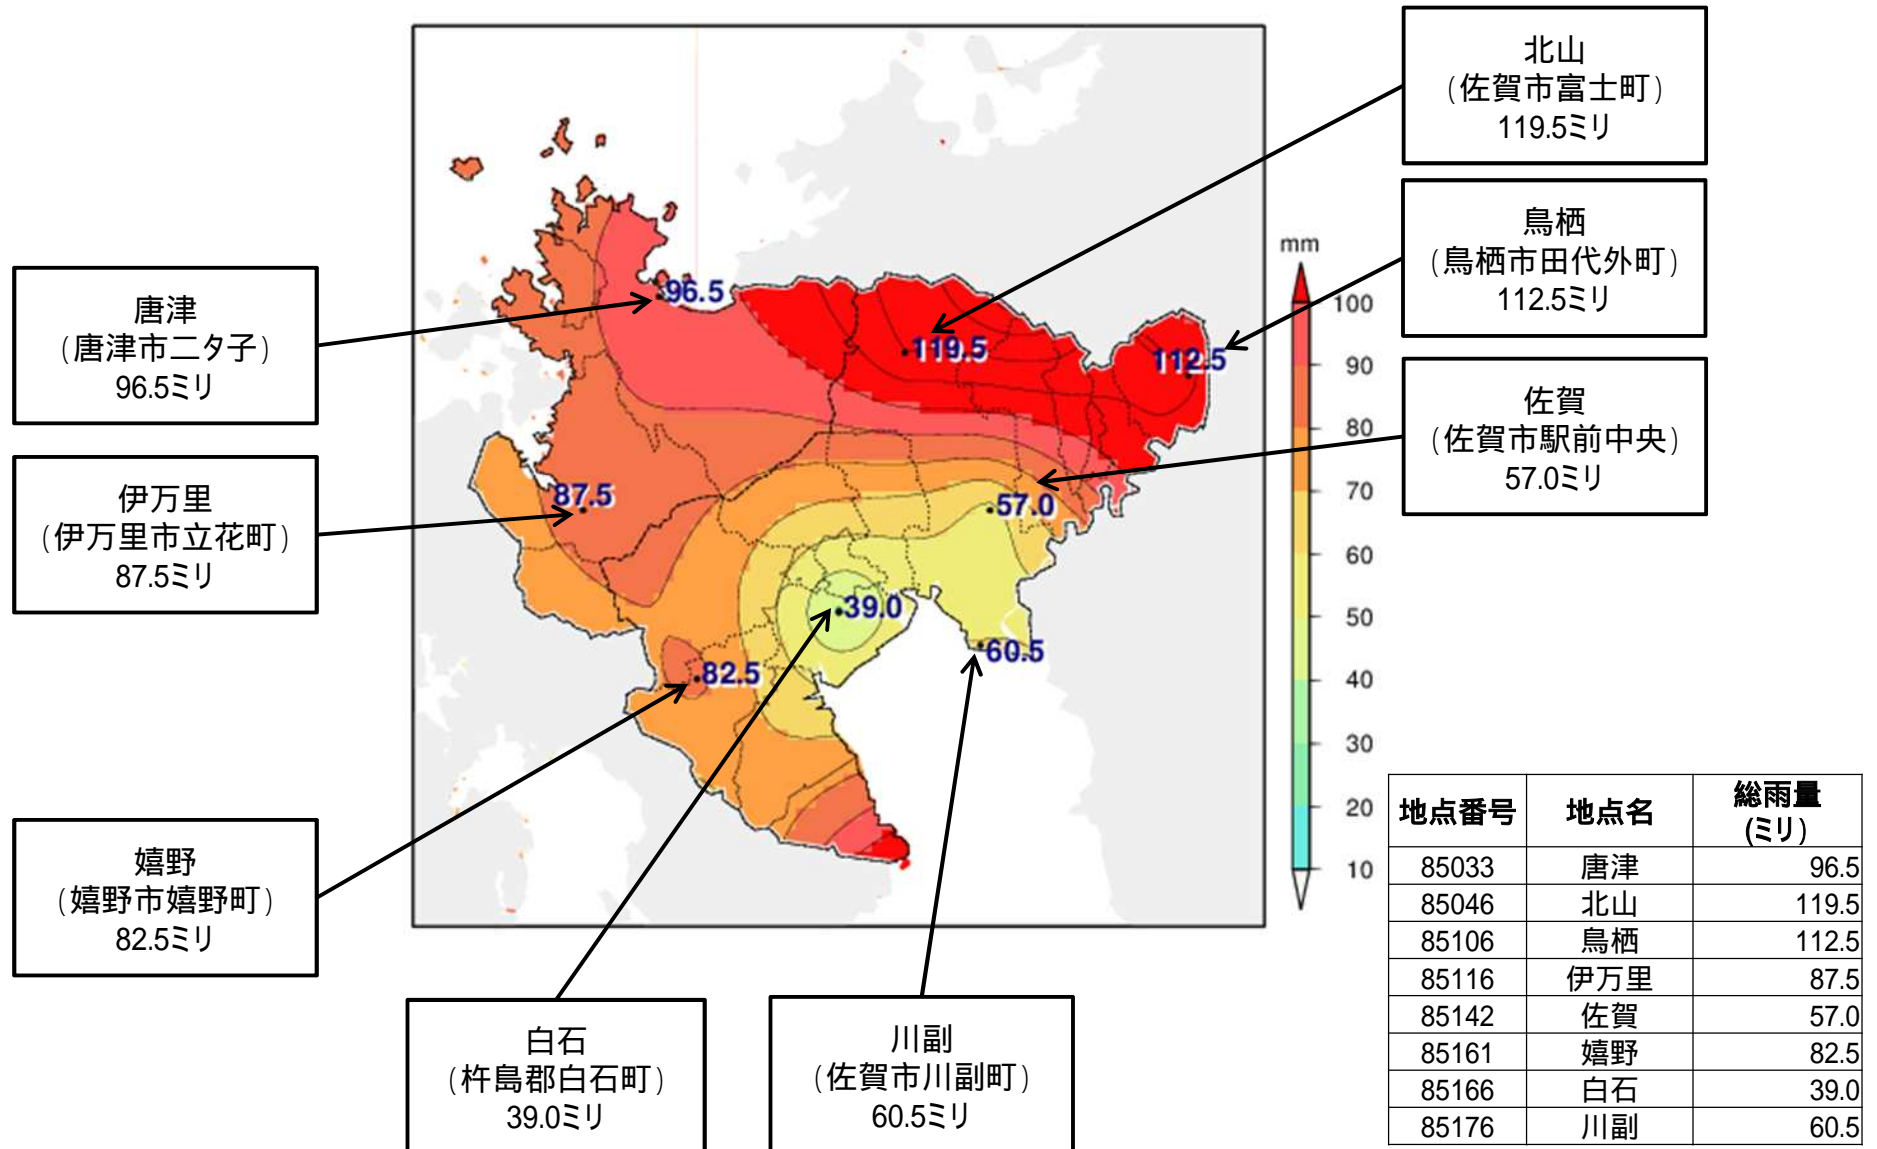 北山
(佐賀市富士町)
119.5ミリ
鳥栖
(鳥栖市田代外町)
112.5ミリ
佐賀
(佐賀市駅前中央)
57.0ミリ
唐津
(唐津市二タ子)
96.5ミリ
伊万里
(伊万里市立花町)
87.5ミリ
嬉野
(嬉野市嬉野町)
82.5ミリ
白石
(杵島郡白石町)
39.0ミリ
川副
(佐賀市川副町)
60.5ミリ
96.5
119.5
112.5
87.5
57.0
39.0
60.5
82.5
mm
100
90
80
70
60
50
40
30
20
10
地点番号 地点名 総雨量
(ミリ)
85033 唐津 96.5
85046 北山 119.5
85106 鳥栖 112.5
85116 伊万里 87.5
85142 佐賀 57.0
85161 嬉野 82.5
85166 白石 39.0
85176 川副 60.5